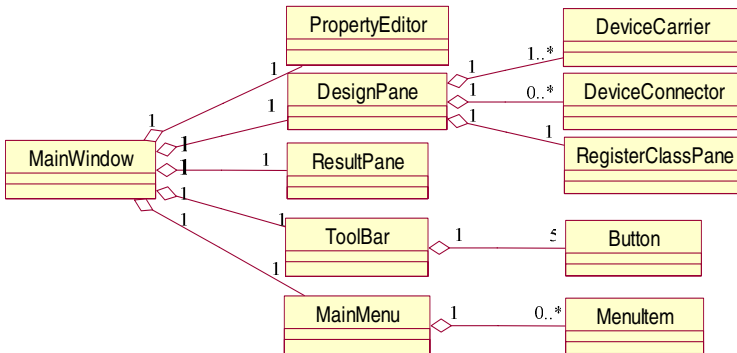 PropertyEditor
DeviceCarrier
1
1
1..*
DesignPane
DeviceConnector
1
1
0..*
1
1
1
1
RegisterClassPane
MainWindow
1
1
ResultPane
1
1
ToolBar
1
5
Button
1
1
MainMenu
1
0..*
MenuItem